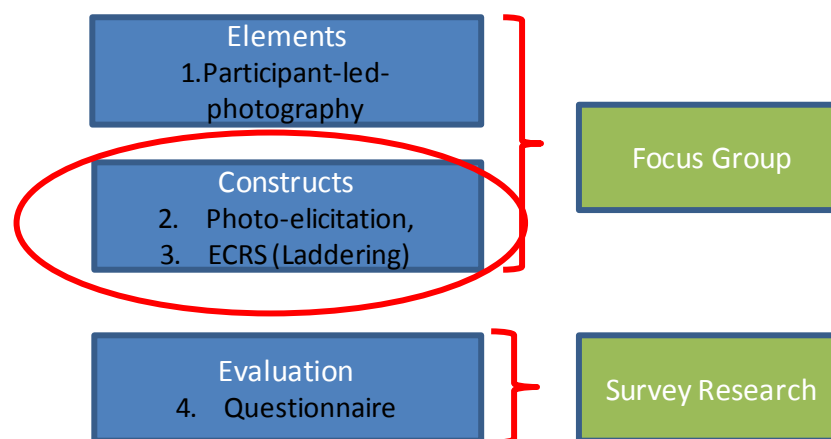 Elements
1.Participant-led-
photography
Constructs
2. Photo-elicitation,
3. ECRS (Laddering)
Focus Group
Evaluation
4. Questionnaire
Survey Research